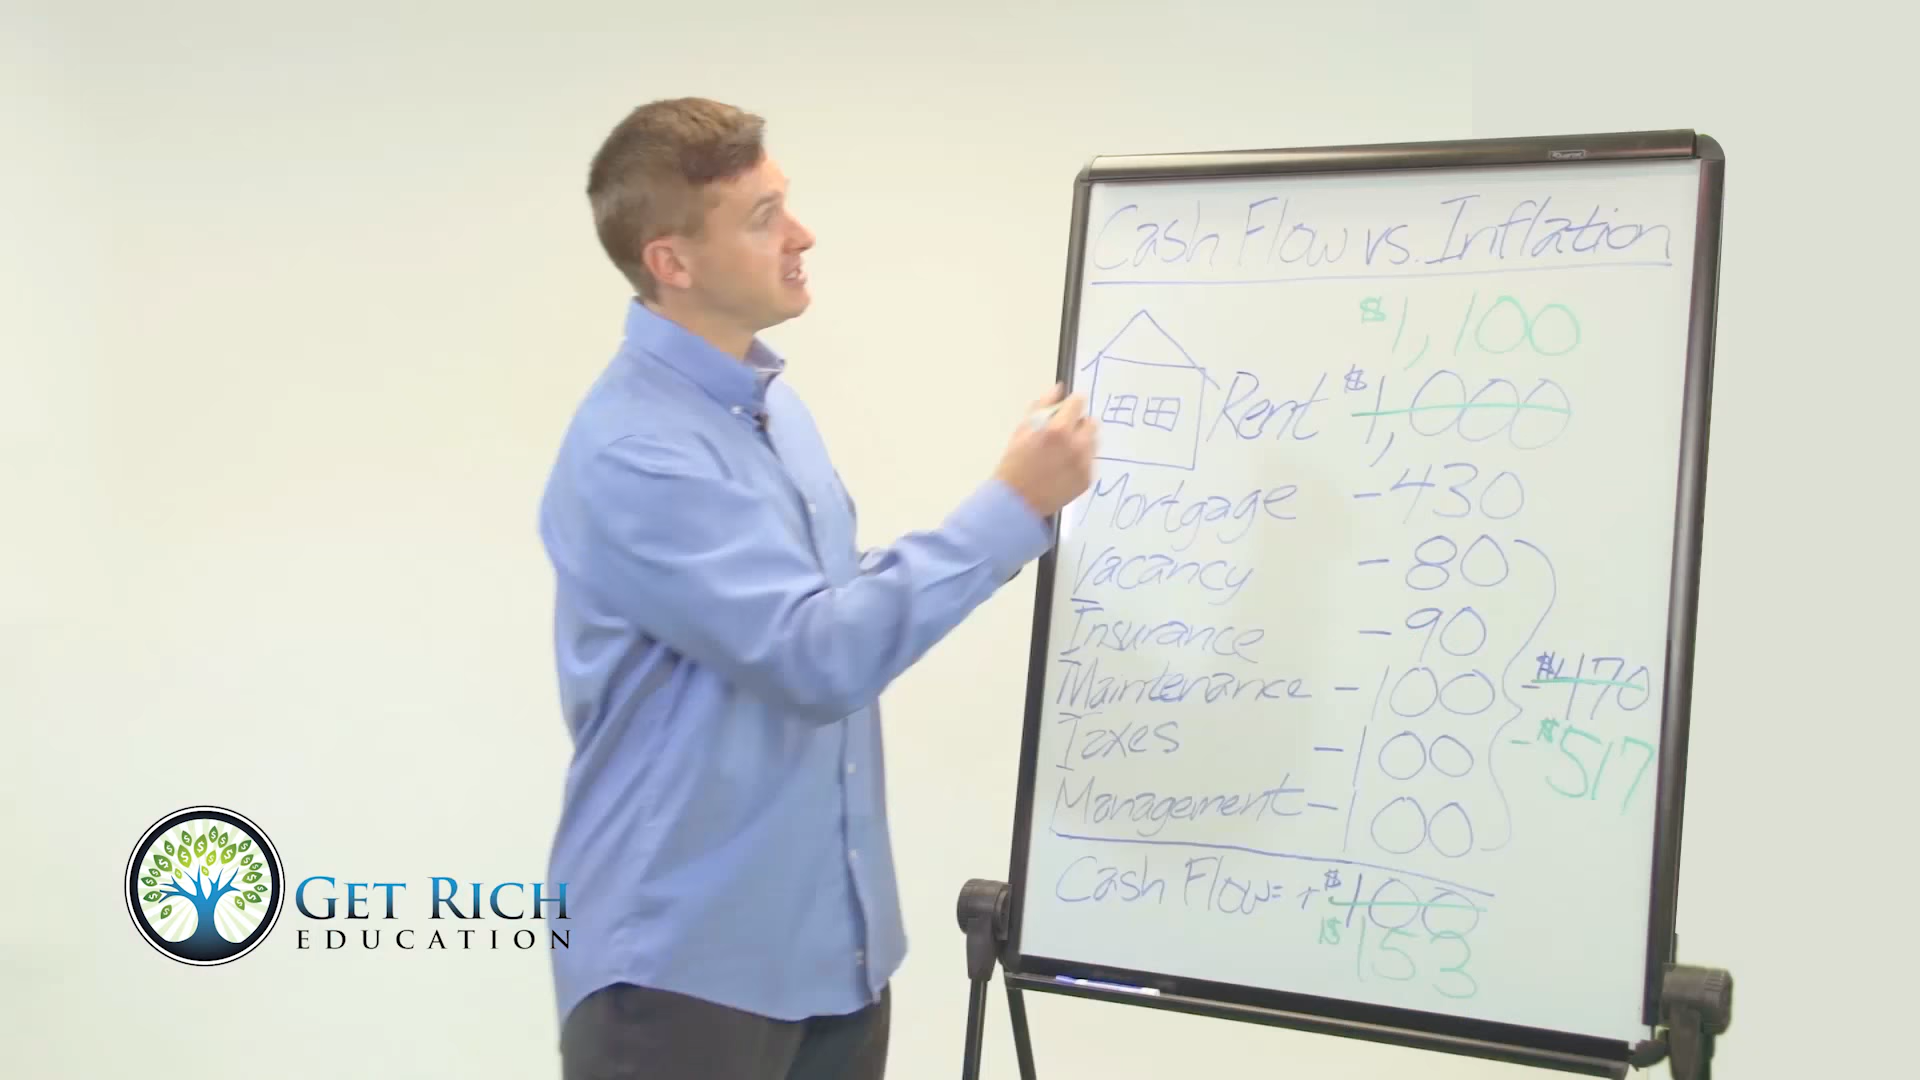 Cash Flow vs. Inflation
$1,100
Rent $1,000
Mortgage -430
Vacancy -80
Insurance -90
Maintenance -100 -$470
Taxes -100 -$517
Management -100
Cash Flow= +$100
$153
GET RICH
EDUCATION